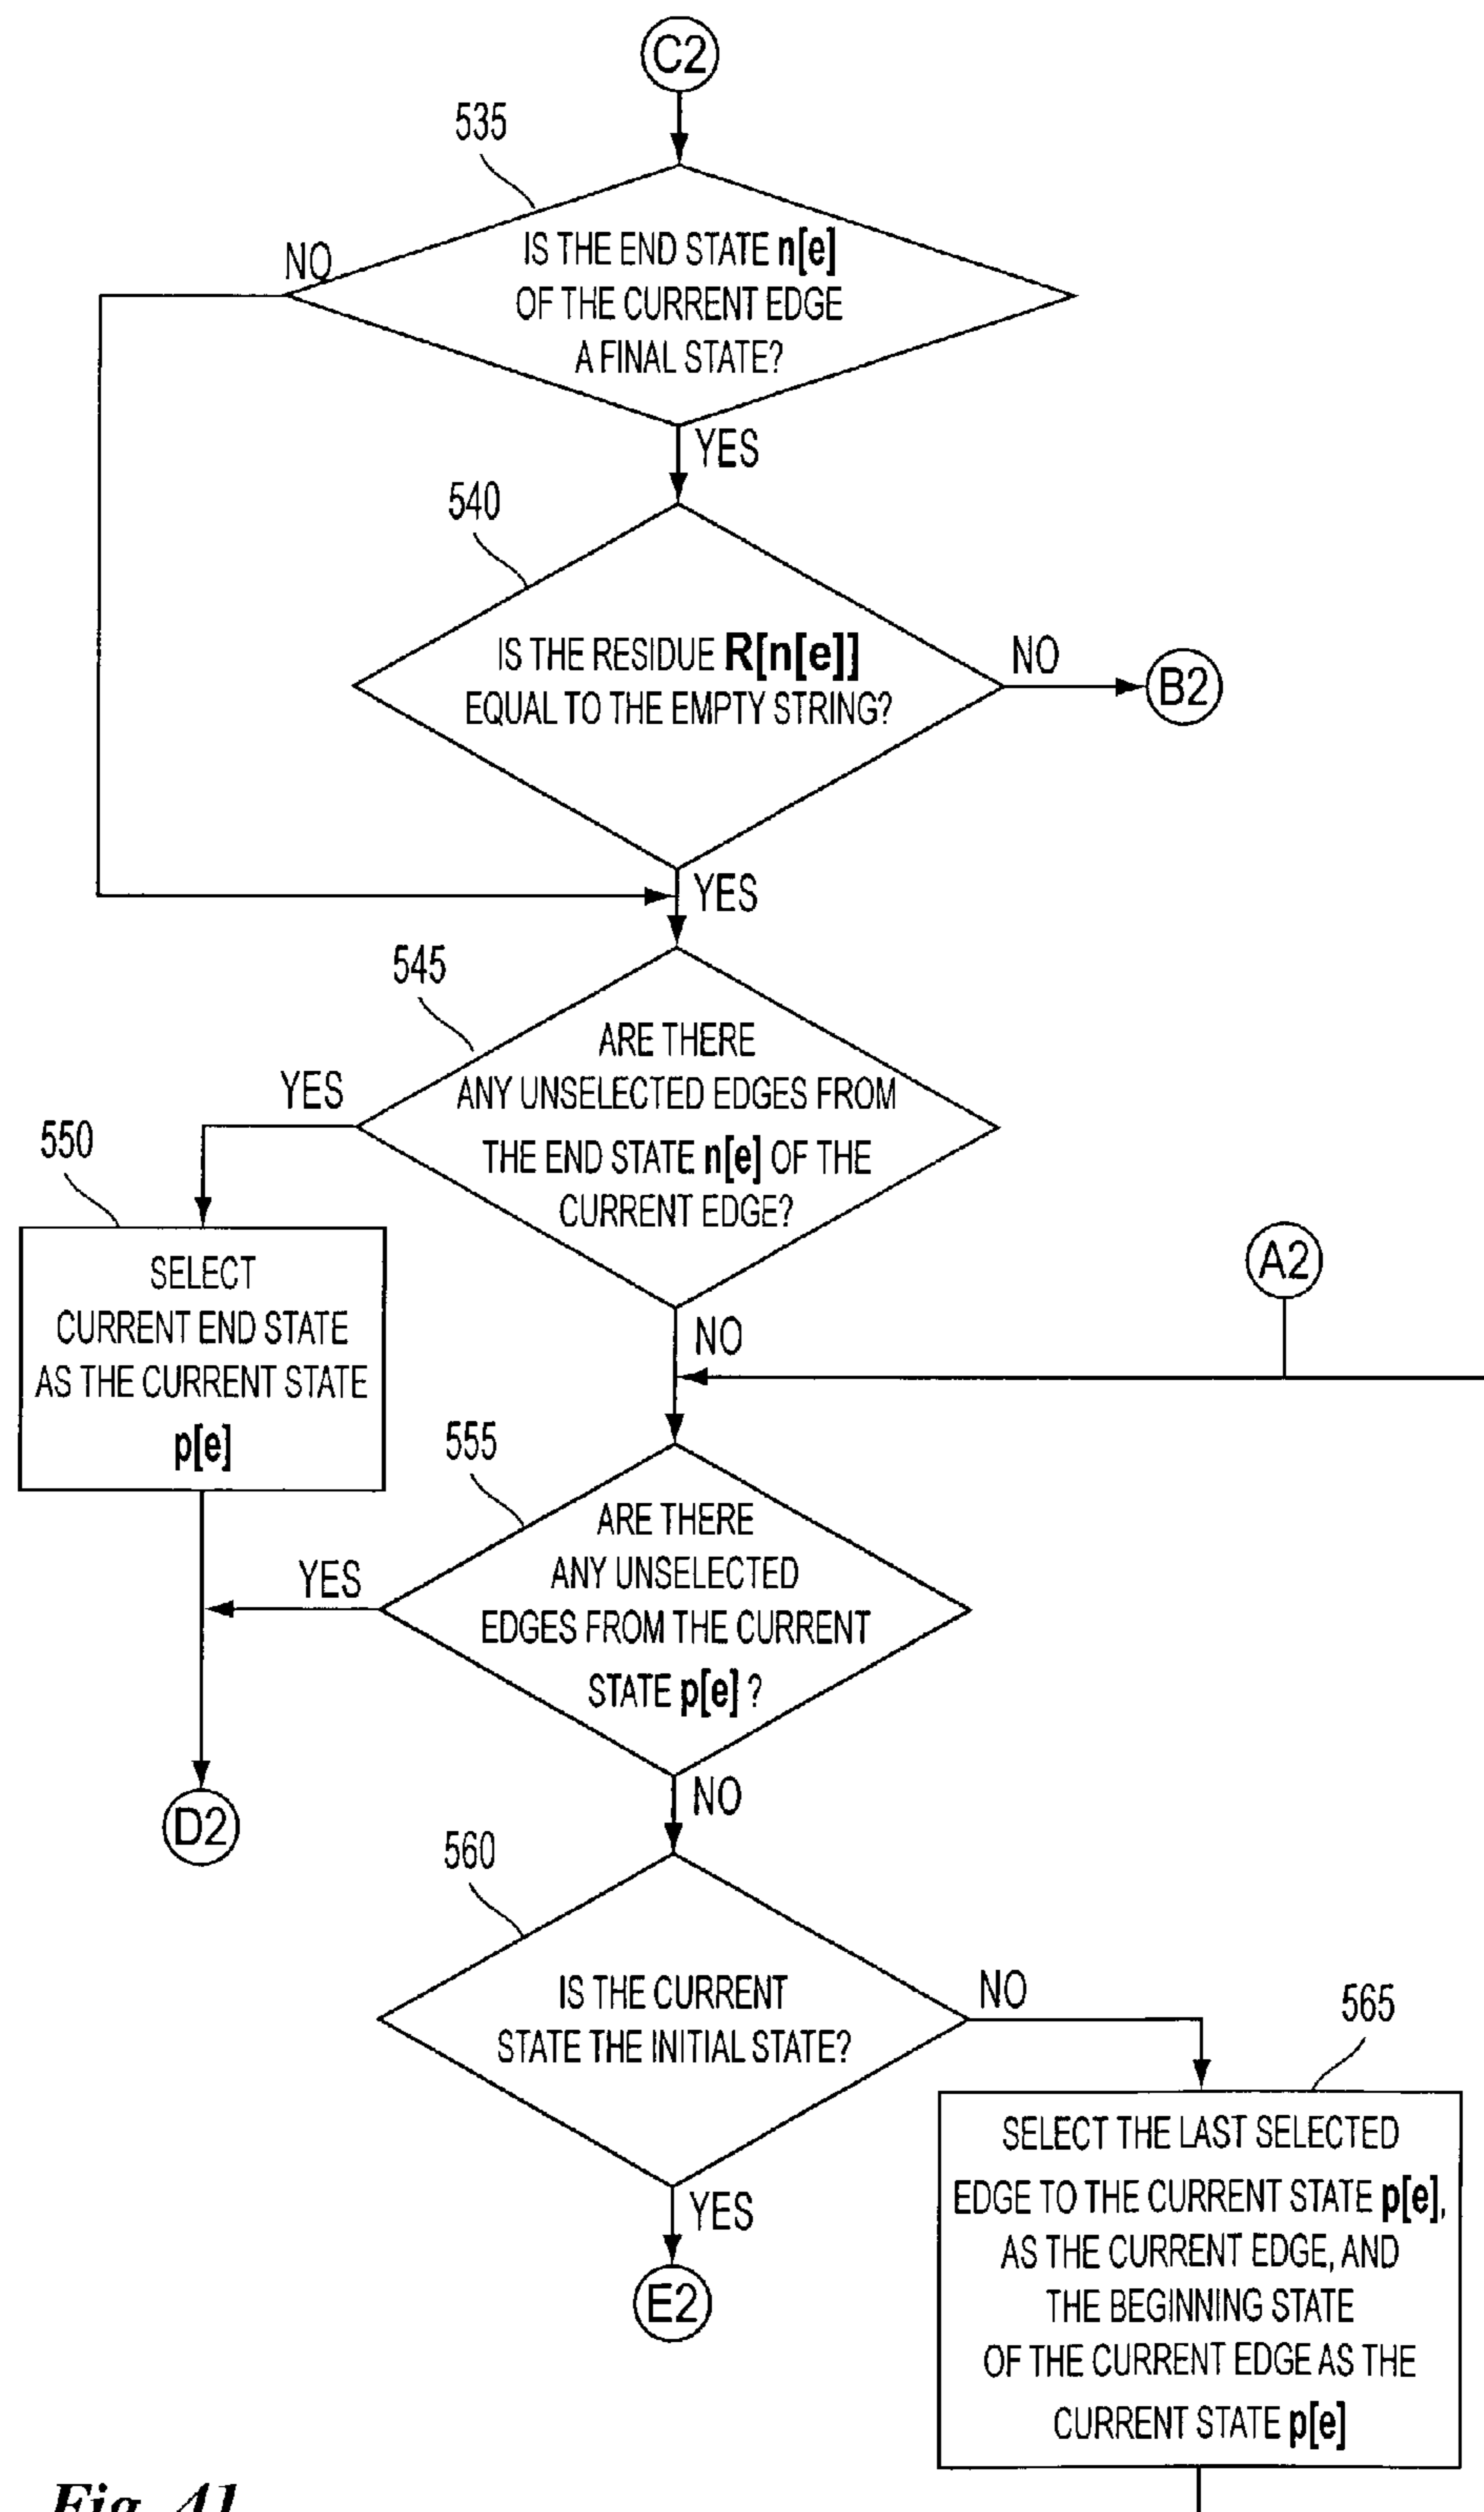 C2
535
NO
IS THE END STATE n[e]
OF THE CURRENT EDGE
A FINAL STATE?
YES
540
IS THE RESIDUE R[n[e]]
EQUAL TO THE EMPTY STRING?
NO
B2
YES
545
ARE THERE
ANY UNSELECTED EDGES FROM
THE END STATE n[e] OF THE
CURRENT EDGE?
YES
550
SELECT
CURRENT END STATE
AS THE CURRENT STATE
p[e]
A2
NO
555
ARE THERE
ANY UNSELECTED
EDGES FROM THE CURRENT
STATE p[e] ?
YES
D2
NO
560
IS THE CURRENT
STATE THE INITIAL STATE?
NO
565
SELECT THE LAST SELECTED
EDGE TO THE CURRENT STATE p[e],
AS THE CURRENT EDGE, AND
THE BEGINNING STATE
OF THE CURRENT EDGE AS THE
CURRENT STATE p[e]
YES
E2
Fig. 41